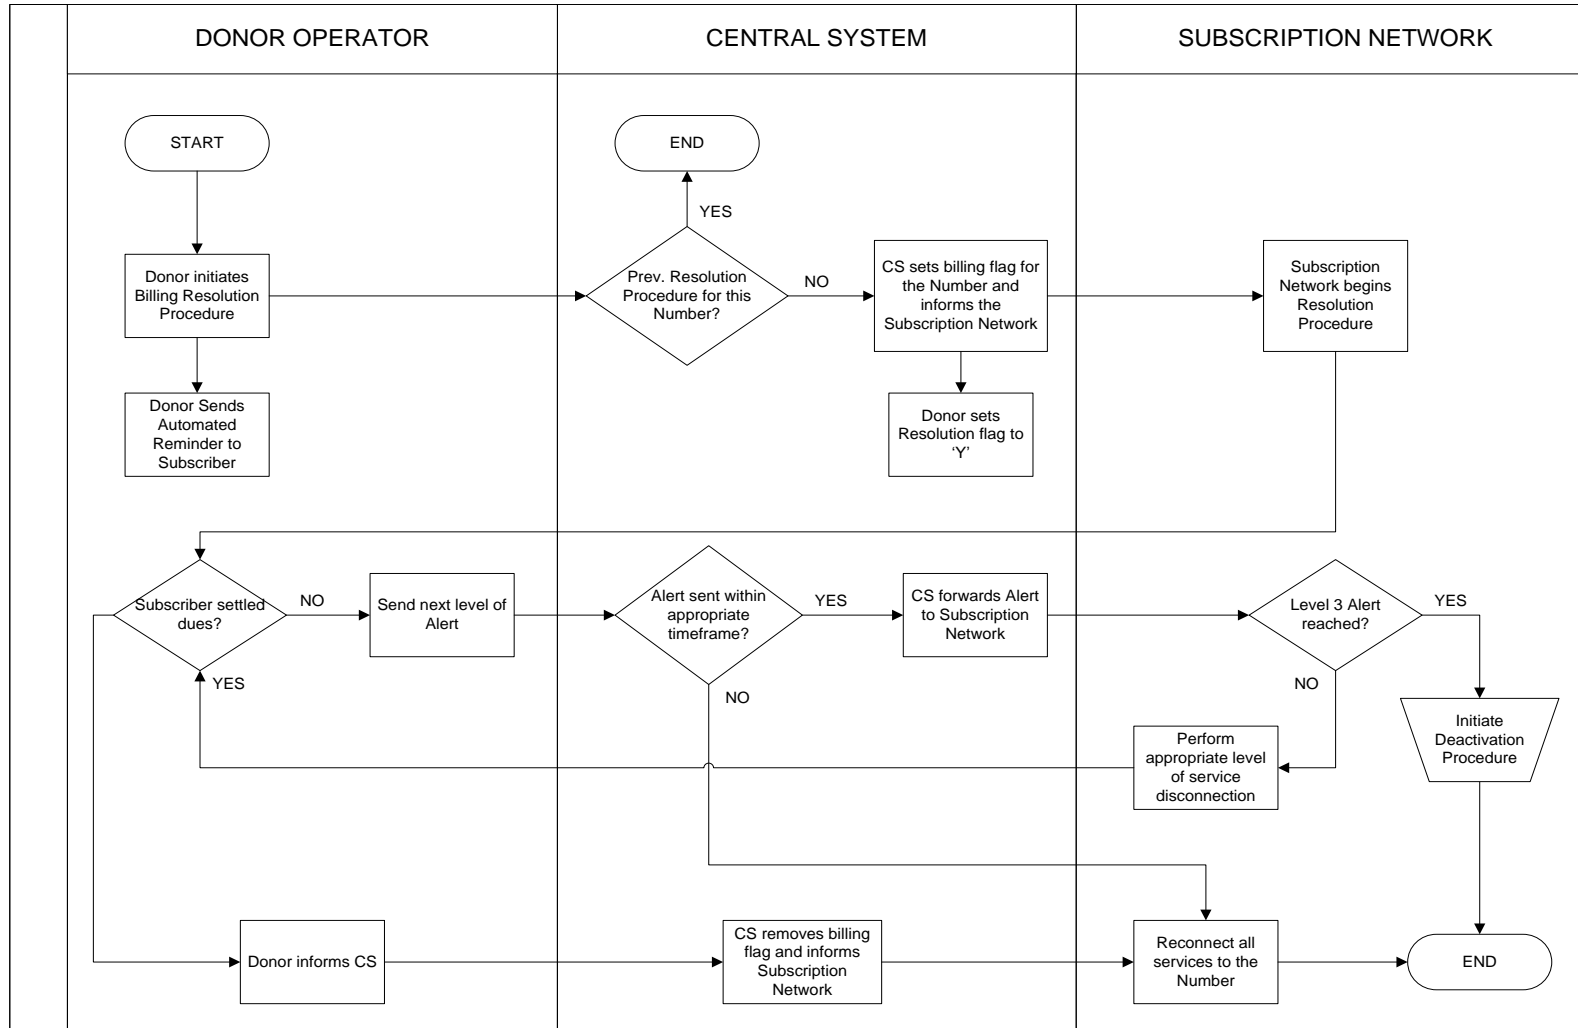 DONOR OPERATOR
CENTRAL SYSTEM
SUBSCRIPTION NETWORK
START
END
YES
Donor initiates
Billing Resolution
Procedure
Prev. Resolution
Procedure for this
Number?
NO
CS sets billing flag for
the Number and
informs the
Subscription Network
Subscription
Network begins
Resolution
Procedure
Donor Sends
Automated
Reminder to
Subscriber
Donor sets
Resolution flag to
‘Y’
Subscriber settled
dues?
NO
Send next level of
Alert
Alert sent within
appropriate
timeframe?
YES
CS forwards Alert
to Subscription
Network
Level 3 Alert
reached?
YES
YES
NO
NO
Perform
appropriate level
of service
disconnection
Initiate
Deactivation
Procedure
Donor informs CS
CS removes billing
flag and informs
Subscription
Network
Reconnect all
services to the
Number
END